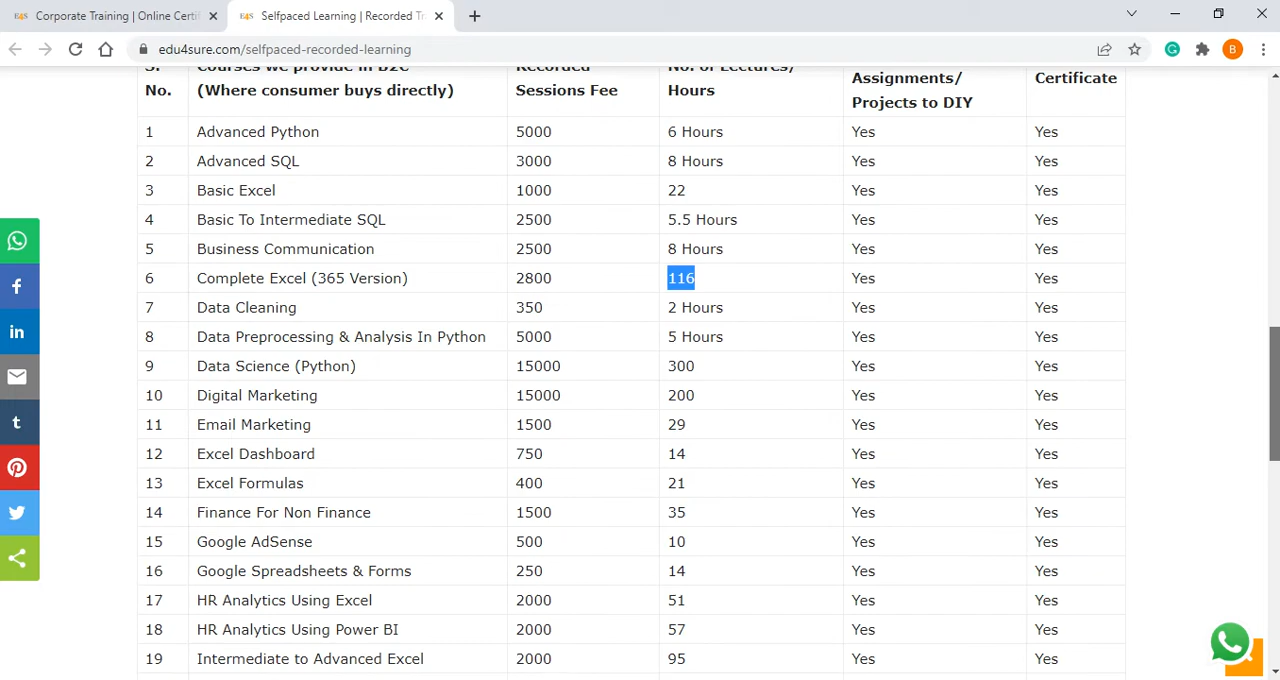 Corporate Training | Online Certif
Selfpaced Learning | Recorded Tr
edu4sure.com/selfpaced-recorded-learning
B
S. No. Courses we provide in B2C (Where consumer buys directly) Recorded Sessions Fee No. of Lectures/ Hours Assignments/ Projects to DIY Certificate
1 Advanced Python 5000 6 Hours Yes Yes
2 Advanced SQL 3000 8 Hours Yes Yes
3 Basic Excel 1000 22 Yes Yes
4 Basic To Intermediate SQL 2500 5.5 Hours Yes Yes
5 Business Communication 2500 8 Hours Yes Yes
6 Complete Excel (365 Version) 2800 116 Yes Yes
7 Data Cleaning 350 2 Hours Yes Yes
8 Data Preprocessing & Analysis In Python 5000 5 Hours Yes Yes
9 Data Science (Python) 15000 300 Yes Yes
10 Digital Marketing 15000 200 Yes Yes
11 Email Marketing 1500 29 Yes Yes
12 Excel Dashboard 750 14 Yes Yes
13 Excel Formulas 400 21 Yes Yes
14 Finance For Non Finance 1500 35 Yes Yes
15 Google AdSense 500 10 Yes Yes
16 Google Spreadsheets & Forms 250 14 Yes Yes
17 HR Analytics Using Excel 2000 51 Yes Yes
18 HR Analytics Using Power BI 2000 57 Yes Yes
19 Intermediate to Advanced Excel 2000 95 Yes Yes